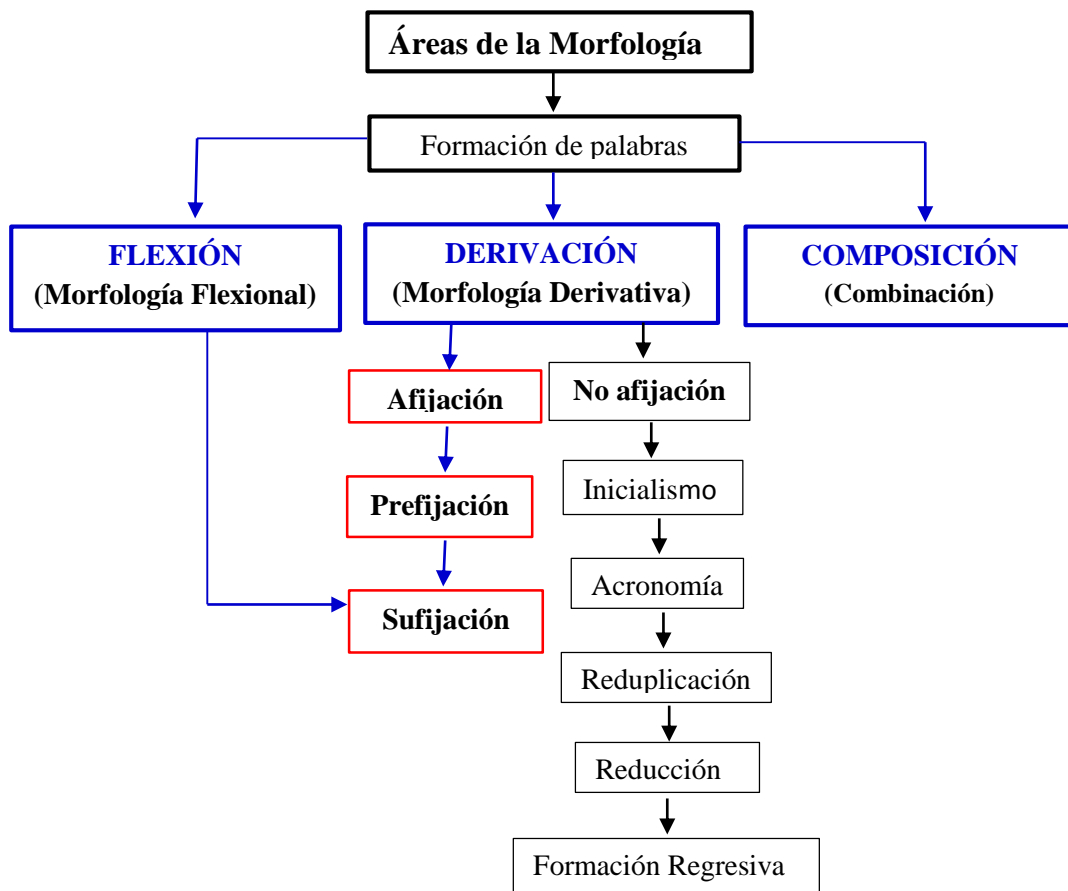 Áreas de la Morfología
Formación de palabras
FLEXIÓN
(Morfología Flexional)
DERIVACIÓN
(Morfología Derivativa)
COMPOSICIÓN
(Combinación)
Afijación
No afijación
Prefijación
Inicialismo
Acronomía
Sufijación
Reduplicación
Reducción
Formación Regresiva